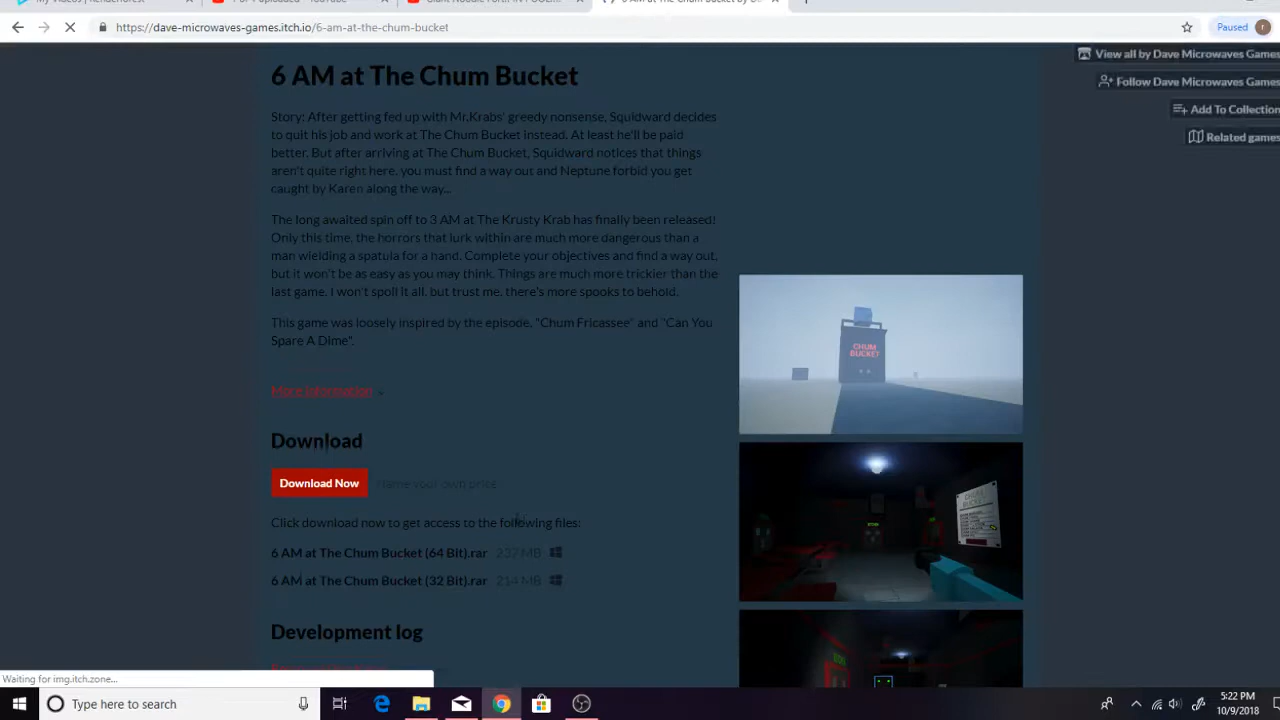 https://dave-microwaves-games.itch.io/6-am-at-the-chum-bucket
Paused
View all by Dave Microwaves Games
Follow Dave Microwaves Games
Add To Collection
Related games
6 AM at The Chum Bucket
Story: After getting fed up with Mr.Krabs' greedy nonsense, Squidward decides
to quit his job and work at The Chum Bucket instead. At least he'll be paid
better. But after arriving at The Chum Bucket, Squidward notices that things
aren't quite right here, you must find a way out and Neptune forbid you get
caught by Karen along the way...
The long awaited spin off to 3 AM at The Krusty Krab has finally been released!
Only this time, the horrors that lurk within are much more dangerous than a
man wielding a spatula for a hand. Complete your objectives and find a way out,
but it won't be as easy as you may think. Things are much more trickier than the
last game. I won't spoil it all, but trust me, there's more spooks to behold.
This game was loosely inspired by the episode, "Chum Fricassee" and "Can You
Spare A Dime".
More information
CHUM
BUCKET
Download
Download Now
Name your own price
Click download now to get access to the following files:
6 AM at The Chum Bucket (64 Bit).rar 237 MB
6 AM at The Chum Bucket (32 Bit).rar 214 MB
Development log
Waiting for img.itch.zone...
Type here to search
5:22 PM
10/9/2018